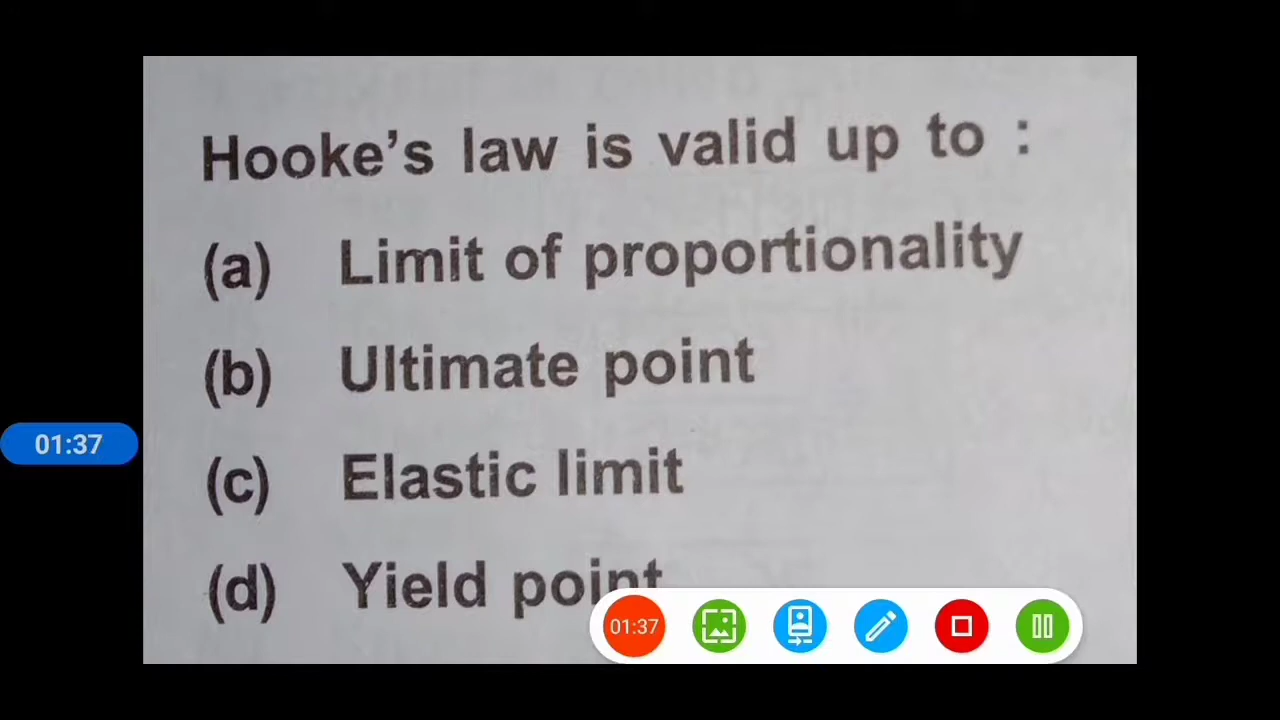 Hooke's law is valid up to :
(a) Limit of proportionality
(b) Ultimate point
(c) Elastic limit
(d) Yield point
01:37
01:37